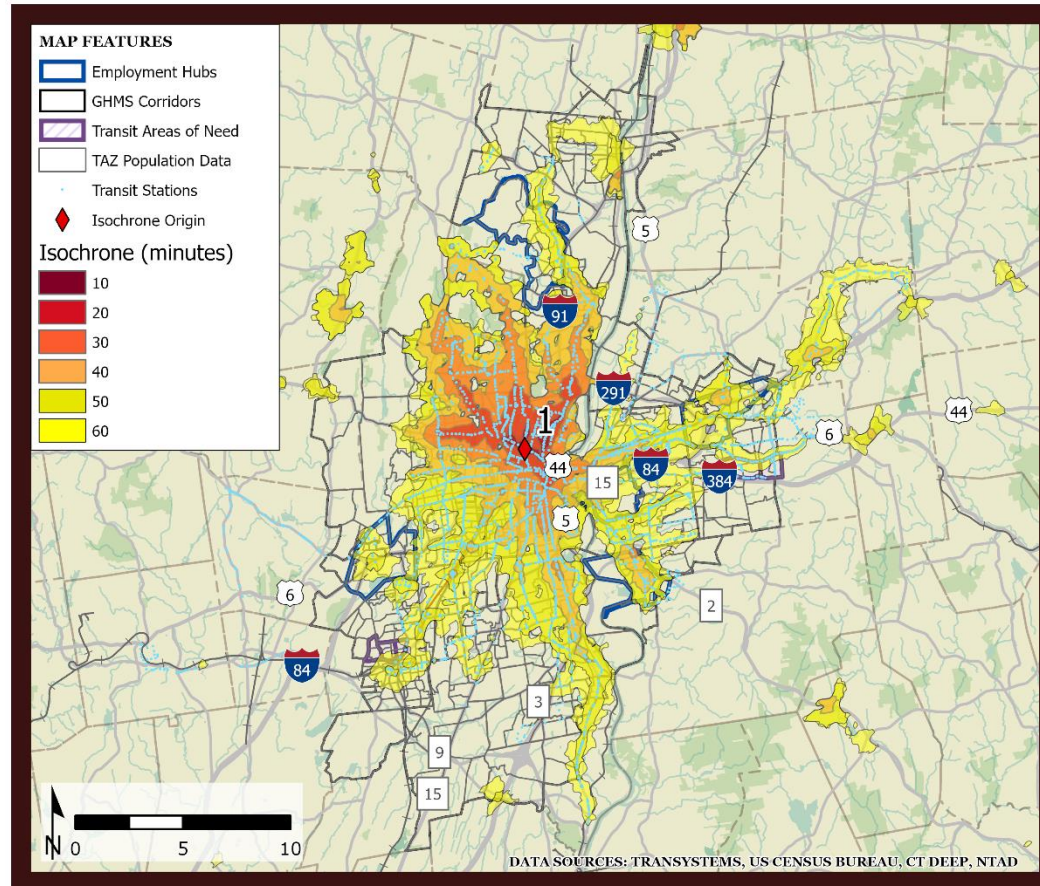 MAP FEATURES
Employment Hubs
GHMS Corridors
Transit Areas of Need
TAZ Population Data
Transit Stations
Isochrone Origin
Isochrone (minutes)
10
20
30
40
50
60
5
91
291
1
44
6
44
84
15
384
5
6
2
84
3
9
15
N
0 5 10
DATA SOURCES: TRANSYSTEMS, US CENSUS BUREAU, CT DEEP, NTAD